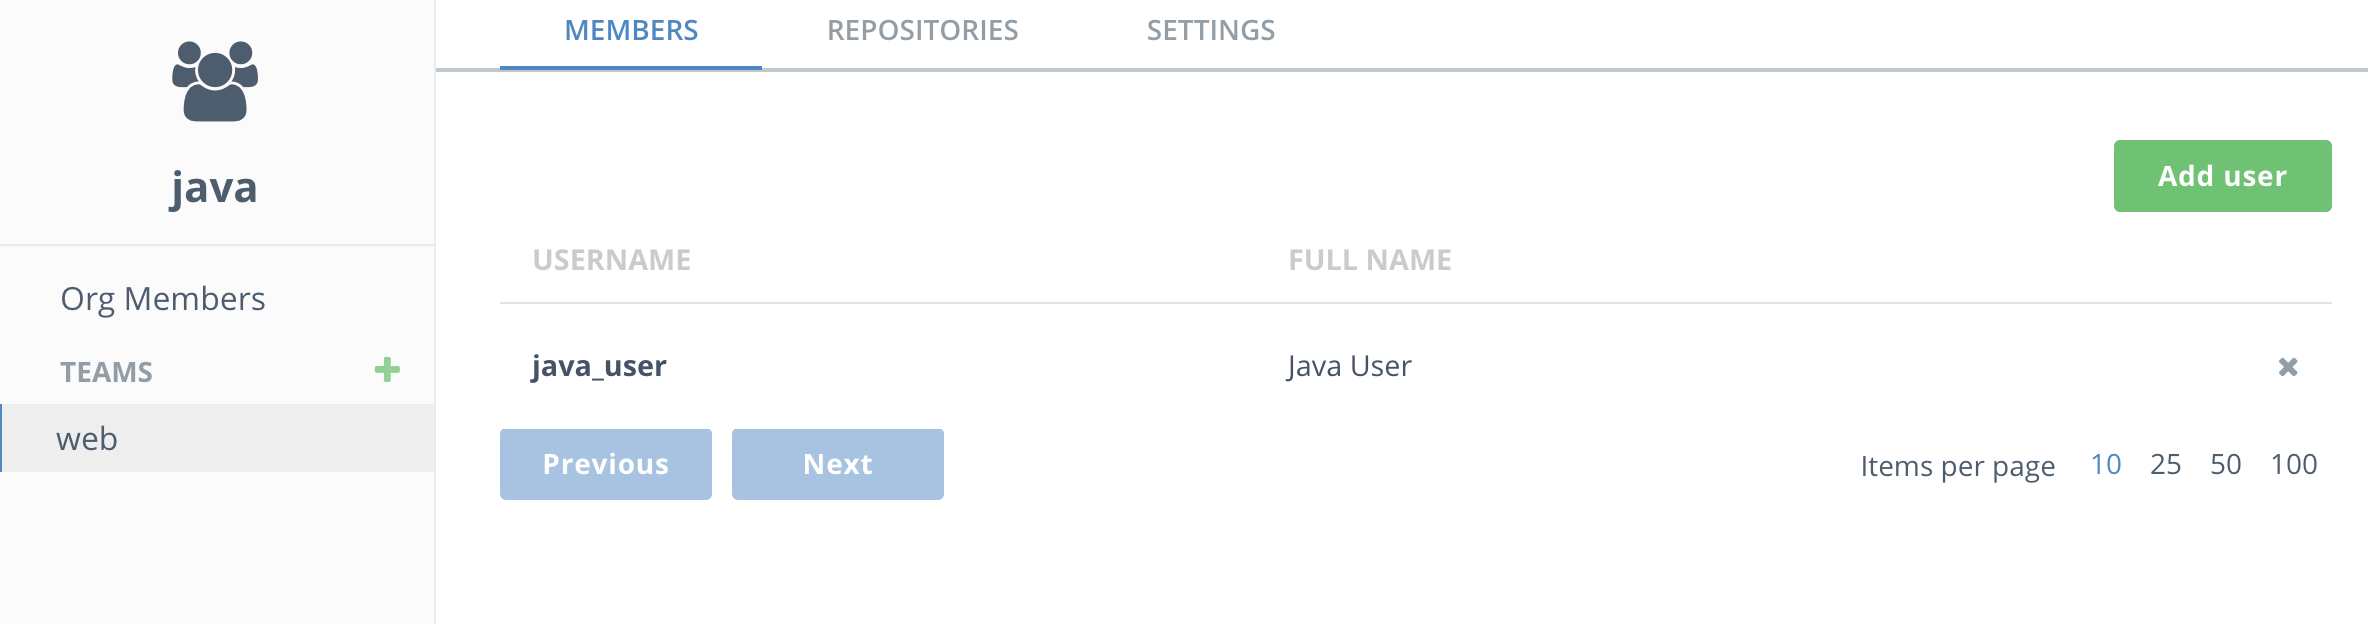 java
Org Members
TEAMS
web
MEMBERS REPOSITORIES SETTINGS
Add user
USERNAME FULL NAME
java_user Java User
Previous Next Items per page 10 25 50 100